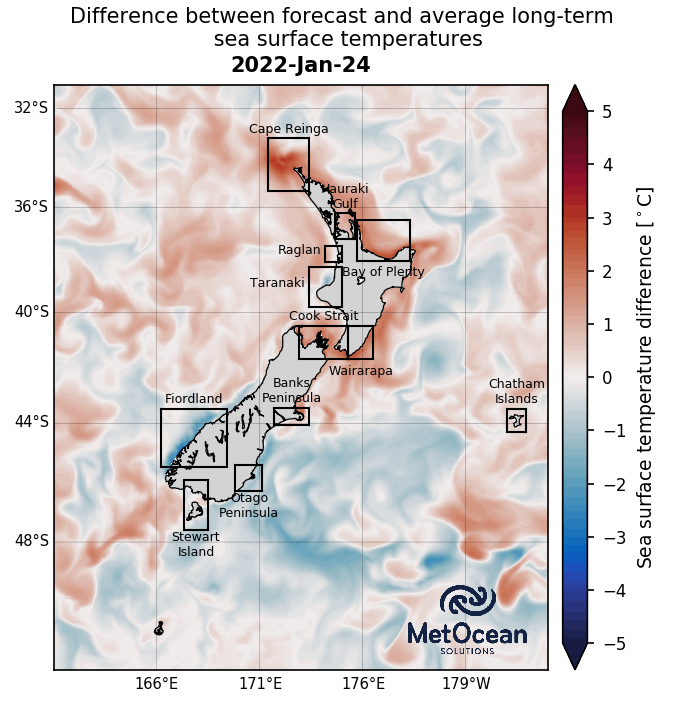 Difference between forecast and average long-term
sea surface temperatures
2022-Jan-24
32°S
36°S
40°S
44°S
48°S
Cape Reinga
Hauraki
Gulf
Raglan
Bay of Plenty
Taranaki
Cook Strait
Wairarapa
Banks
Peninsula
Fiordland
Chatham
Islands
Otago
Peninsula
Stewart
Island
MetOcean
SOLUTIONS
166°E
171°E
176°E
179°W
5
4
3
2
1
0
−1
−2
−3
−4
−5
Sea surface temperature difference [°C]